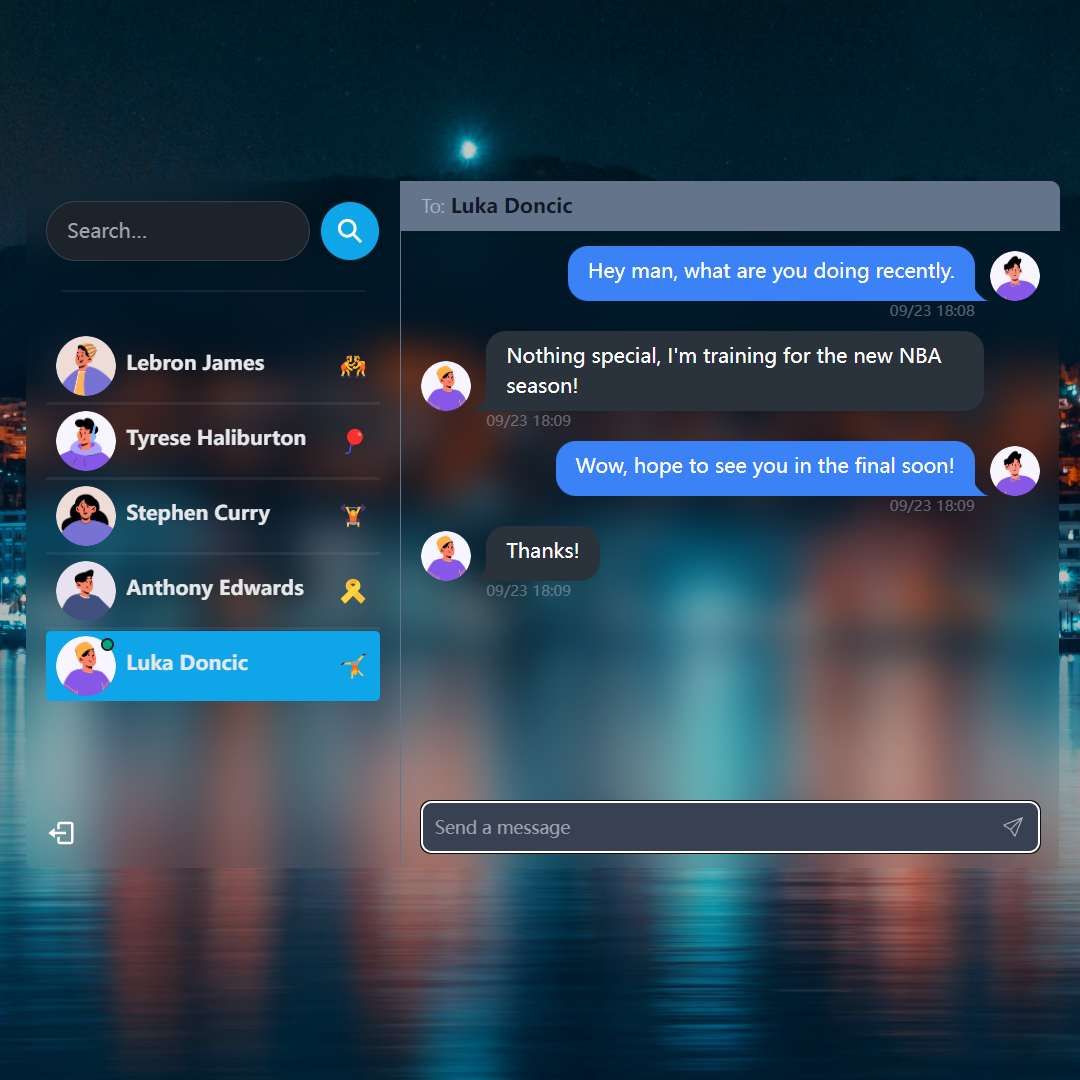 Search...
Lebron James
Tyrese Haliburton
Stephen Curry
Anthony Edwards
Luka Doncic
To: Luka Doncic
Hey man, what are you doing recently.
09/23 18:08
Nothing special, I'm training for the new NBA
season!
09/23 18:09
Wow, hope to see you in the final soon!
09/23 18:09
Thanks!
09/23 18:09
Send a message